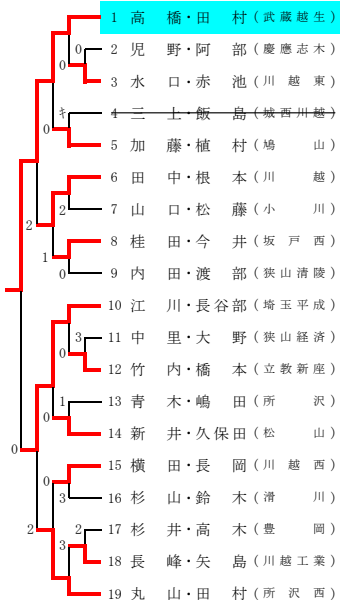 1 高橋・田村(武蔵越生)
0 2 児野・阿部(慶應志木)
0
3 水口・赤池(川越東)
キ 4 三上・飯島(城西川越)
0
5 加藤・植村(鳩山)
6 田中・根本(川越)
2 7 山口・松藤(小川)
2
8 桂田・今井(坂戸西)
1
0 9 内田・渡部(狭山清陵)
10 江川・長谷部(埼玉平成)
3 11 中里・大野(狭山経済)
0
12 竹内・橋本(立教新座)
1 13 青木・嶋田(所沢)
0
14 新井・久保田(松山)
0
15 横田・長岡(川越西)
0
3 16 杉山・鈴木(滑川)
2 2 17 杉井・高木(豊岡)
3
18 長峰・矢島(川越工業)
19 丸山・田村(所沢西)